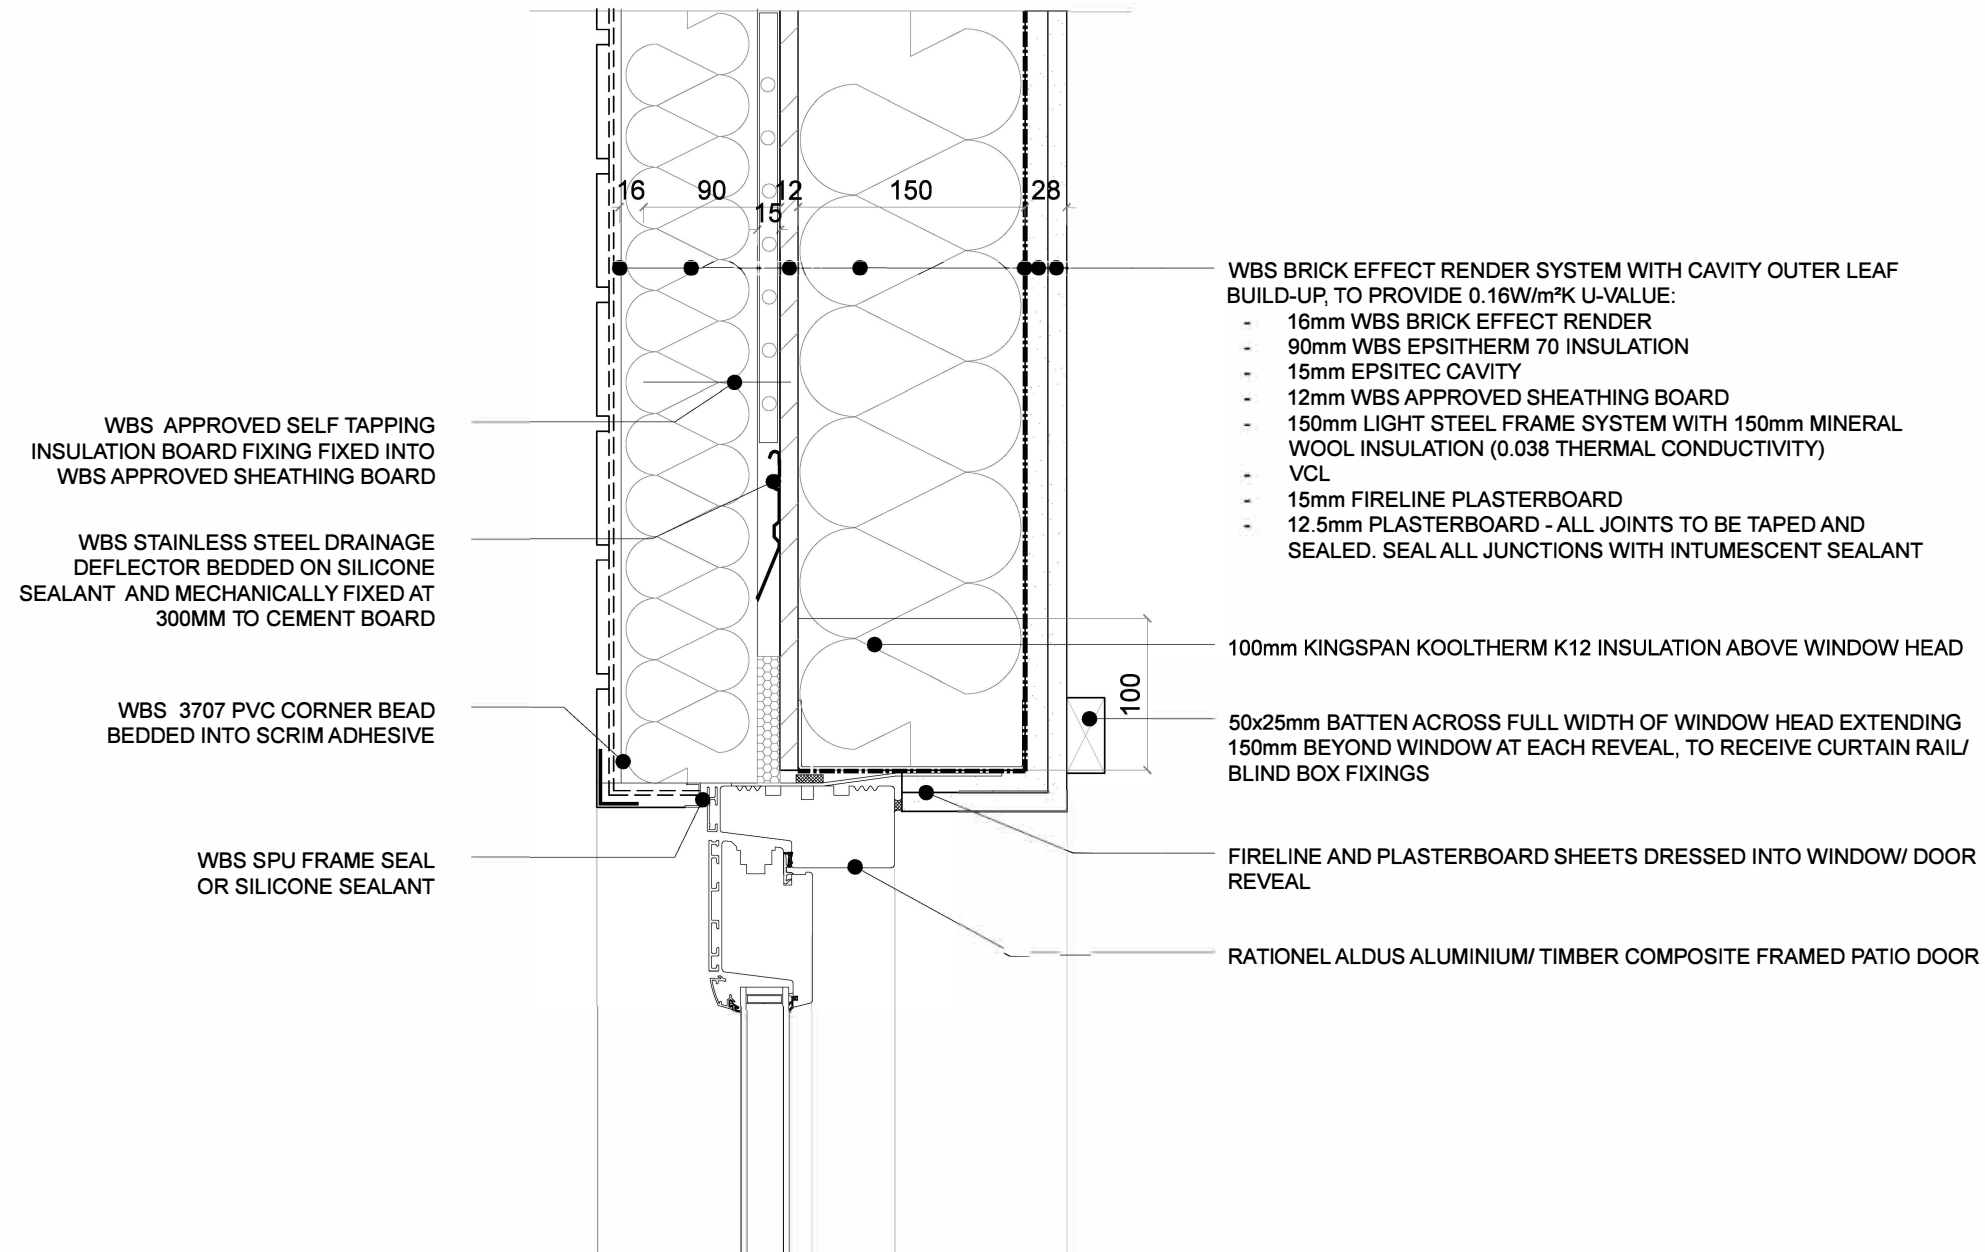 16
90
12
150
28
15
WBS BRICK EFFECT RENDER SYSTEM WITH CAVITY OUTER LEAF
BUILD-UP, TO PROVIDE 0.16W/m²K U-VALUE:
- 16mm WBS BRICK EFFECT RENDER
- 90mm WBS EPSITHERM 70 INSULATION
- 15mm EPSITEC CAVITY
- 12mm WBS APPROVED SHEATHING BOARD
- 150mm LIGHT STEEL FRAME SYSTEM WITH 150mm MINERAL
WOOL INSULATION (0.038 THERMAL CONDUCTIVITY)
- VCL
- 15mm FIRELINE PLASTERBOARD
- 12.5mm PLASTERBOARD - ALL JOINTS TO BE TAPED AND
SEALED. SEAL ALL JUNCTIONS WITH INTUMESCENT SEALANT
WBS APPROVED SELF TAPPING
INSULATION BOARD FIXING FIXED INTO
WBS APPROVED SHEATHING BOARD
WBS STAINLESS STEEL DRAINAGE
DEFLECTOR BEDDED ON SILICONE
SEALANT AND MECHANICALLY FIXED AT
300MM TO CEMENT BOARD
100mm KINGSPAN KOOLTHERM K12 INSULATION ABOVE WINDOW HEAD
100
WBS 3707 PVC CORNER BEAD
BEDDED INTO SCRIM ADHESIVE
50x25mm BATTEN ACROSS FULL WIDTH OF WINDOW HEAD EXTENDING
150mm BEYOND WINDOW AT EACH REVEAL, TO RECEIVE CURTAIN RAIL/
BLIND BOX FIXINGS
WBS SPU FRAME SEAL
OR SILICONE SEALANT
FIRELINE AND PLASTERBOARD SHEETS DRESSED INTO WINDOW/ DOOR
REVEAL
RATIONEL ALDUS ALUMINIUM/ TIMBER COMPOSITE FRAMED PATIO DOOR